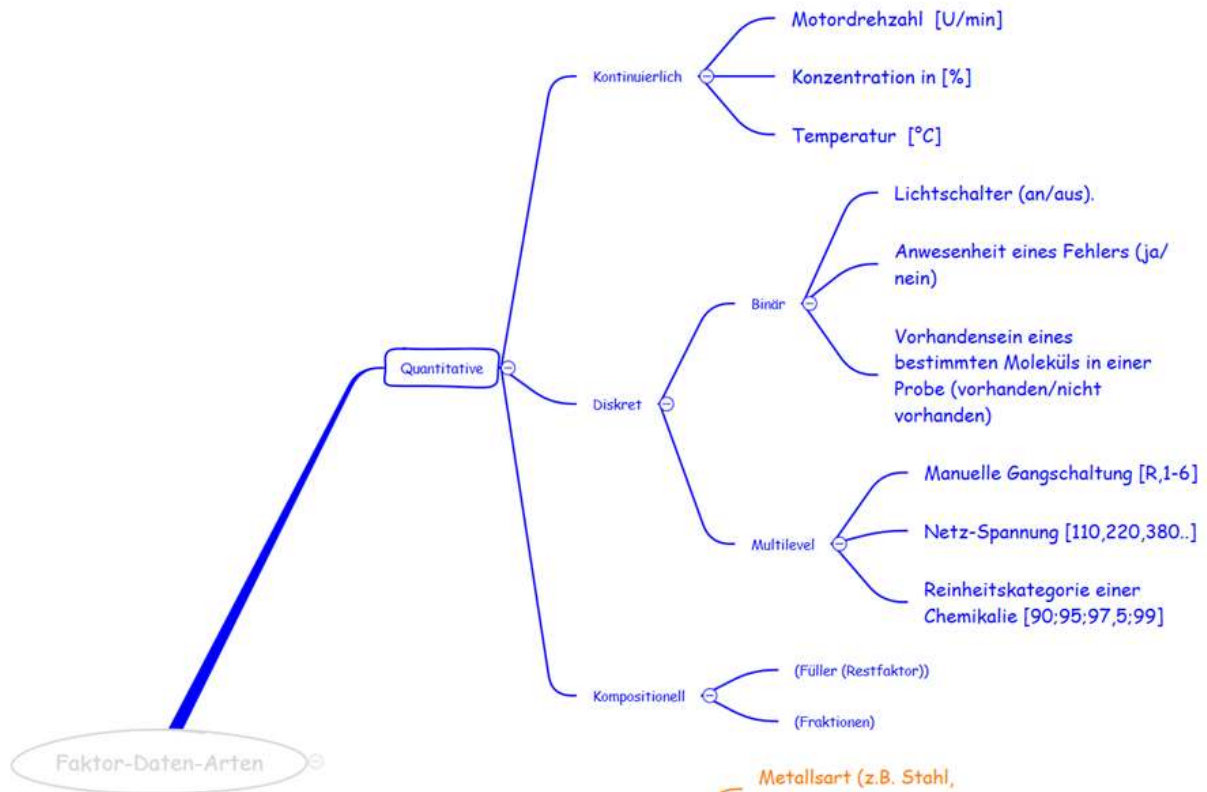 Motordrehzahl [U/min]
Kontinuierlich
Konzentration in [%]
Temperatur [°C]
Lichtschalter (an/aus).
Anwesenheit eines Fehlers (ja/
nein)
Binär
Vorhandensein eines
bestimmten Moleküls in einer
Probe (vorhanden/nicht
vorhanden)
Quantitative
Diskret
Manuelle Gangschaltung [R,1-6]
Multilevel
Netz-Spannung [110,220,380..]
Reinheitskategorie einer
Chemikalie [90;95;97,5;99]
Kompositionell
(Füller (Restfaktor))
(Fraktionen)
Faktor-Daten-Arten
Metallsart (z.B. Stahl,